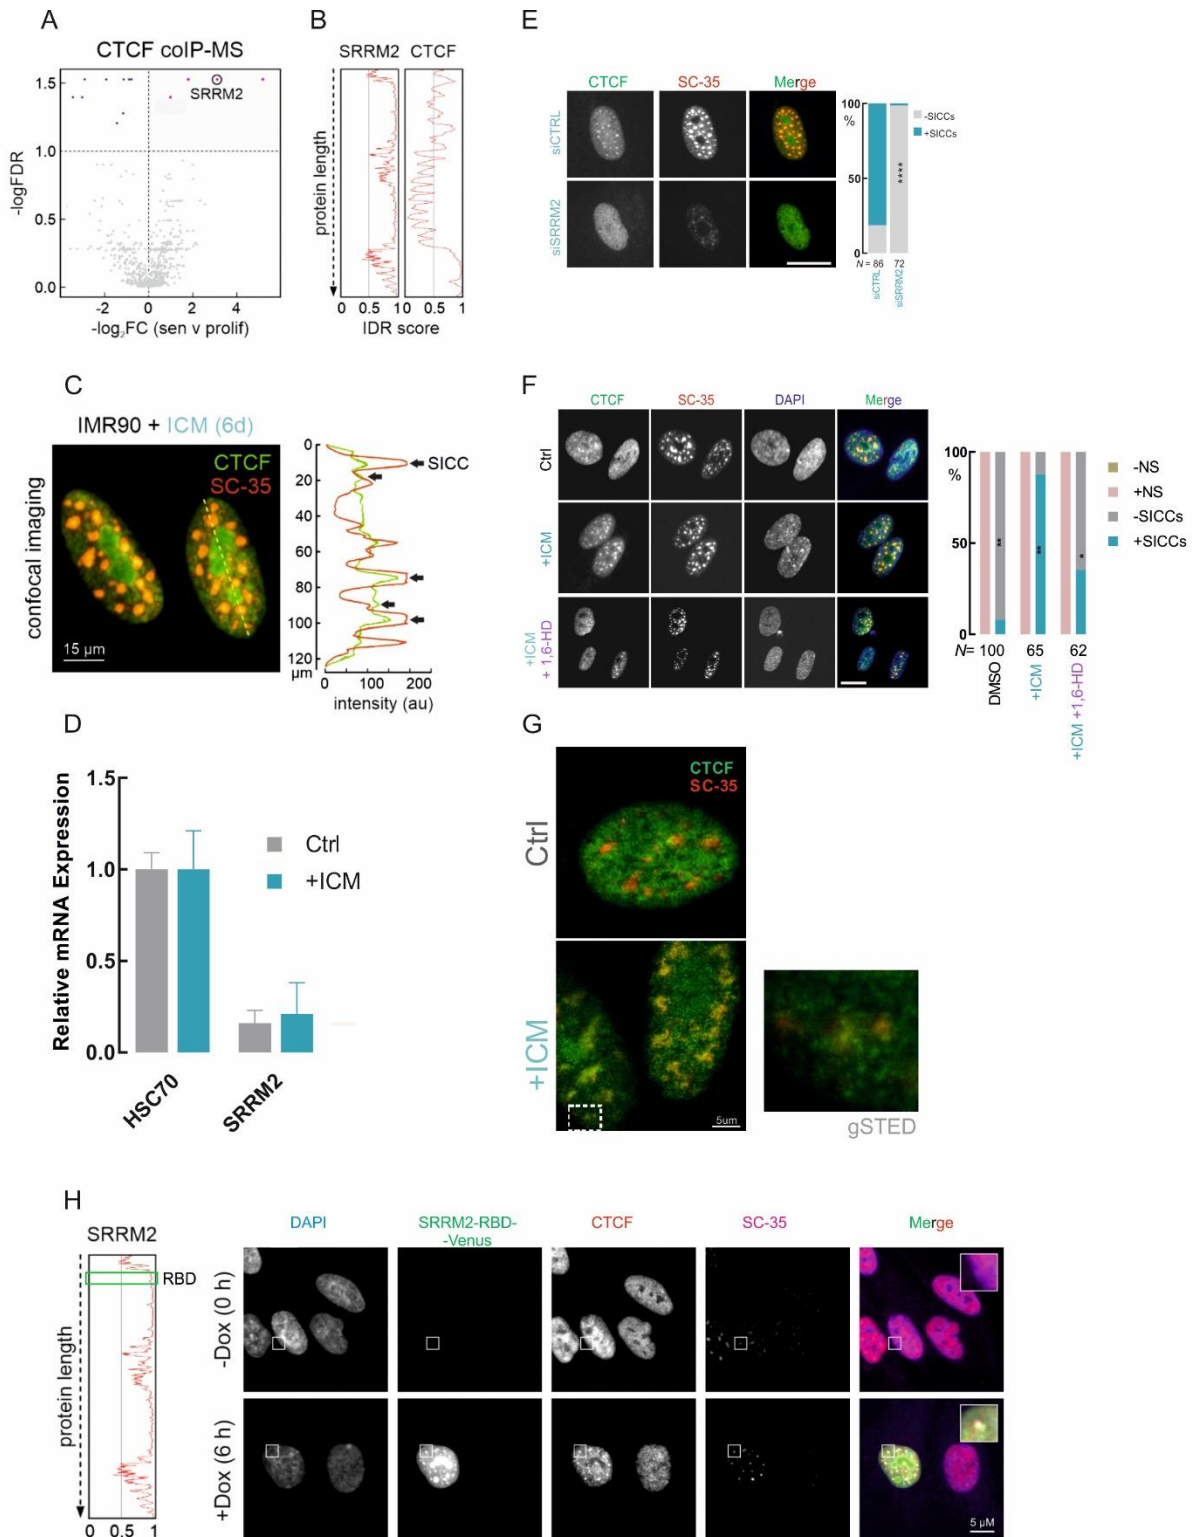 A
CTCF coIP-MS
1.5
SRRM2
1.0
-logFDR
0.5
0.0
-2 0 2 4
-log₂FC (sen v prolif)
B
SRRM2 CTCF
protein length
0 0.5 1 0 0.5 1
IDR score
E
CTCF SC-35 Merge
siCTRL
siSRRM2
100
%
50
0
****
-SICCs
+SICCs
N = 86 72
siCTRL
siSRRM2
C
IMR90 + ICM (6d)
confocal imaging
CTCF
SC-35
15 µm
0
20
40
60
80
100
120
µm
SICC
0 100 200
intensity (au)
F
CTCF SC-35 DAPI Merge
Ctrl
+ICM
+ICM
+ 1,6-HD
100
%
50
0
**
**
*
-NS
+NS
-SICCs
+SICCs
N= 100 65 62
DMSO
+ICM
+ICM +1,6-HD
D
Relative mRNA Expression
1.5
1.0
0.5
0.0
Ctrl
+ICM
HSC70
SRRM2
G
CTCF
SC-35
Ctrl
+ICM
5um
gSTED
H
SRRM2
RBD
protein length
0 0.5 1
DAPI SRRM2-RBD- CTCF SC-35 Merge
-Venus
-Dox (0 h)
+Dox (6 h)
5 µM